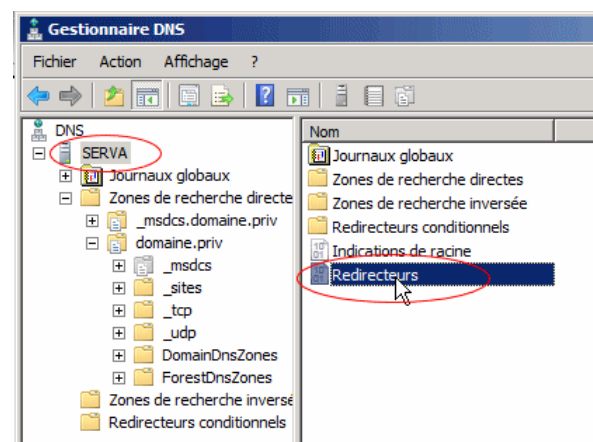 Gestionnaire DNS
Fichier Action Affichage ?
DNS
SERVA
Journaux globaux
Zones de recherche directe
_msdcs.domaine.priv
domaine.priv
_msdcs
_sites
_tcp
_udp
DomainDnsZones
ForestDnsZones
Zones de recherche inversé
Redirecteurs conditionnels
Nom
Journaux globaux
Zones de recherche directes
Zones de recherche inversée
Redirecteurs conditionnels
Indications de racine
Redirecteurs